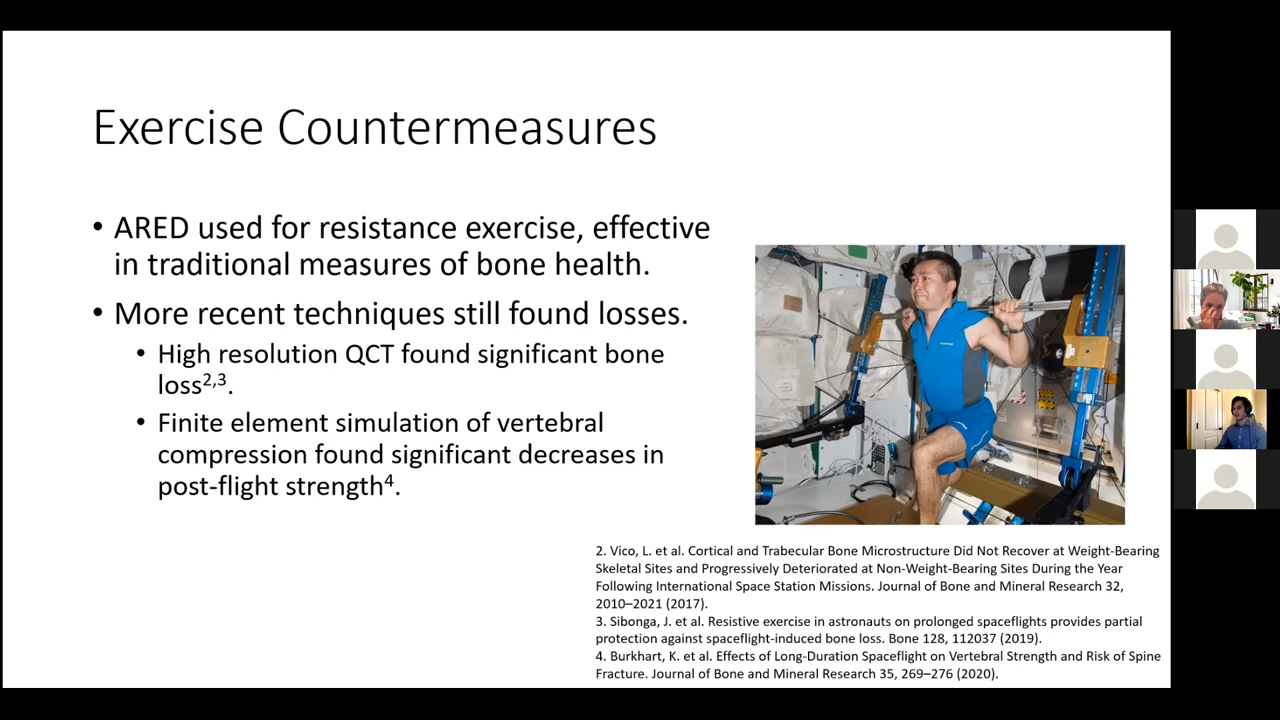 Exercise Countermeasures
• ARED used for resistance exercise, effective
in traditional measures of bone health.
• More recent techniques still found losses.
• High resolution QCT found significant bone
loss2,3.
• Finite element simulation of vertebral
compression found significant decreases in
post-flight strength4.
2. Vico, L. et al. Cortical and Trabecular Bone Microstructure Did Not Recover at Weight-Bearing
Skeletal Sites and Progressively Deteriorated at Non-Weight-Bearing Sites During the Year
Following International Space Station Missions. Journal of Bone and Mineral Research 32,
2010–2021 (2017).
3. Sibonga, J. et al. Resistive exercise in astronauts on prolonged spaceflights provides partial
protection against spaceflight-induced bone loss. Bone 128, 112037 (2019).
4. Burkhart, K. et al. Effects of Long-Duration Spaceflight on Vertebral Strength and Risk of Spine
Fracture. Journal of Bone and Mineral Research 35, 269–276 (2020).